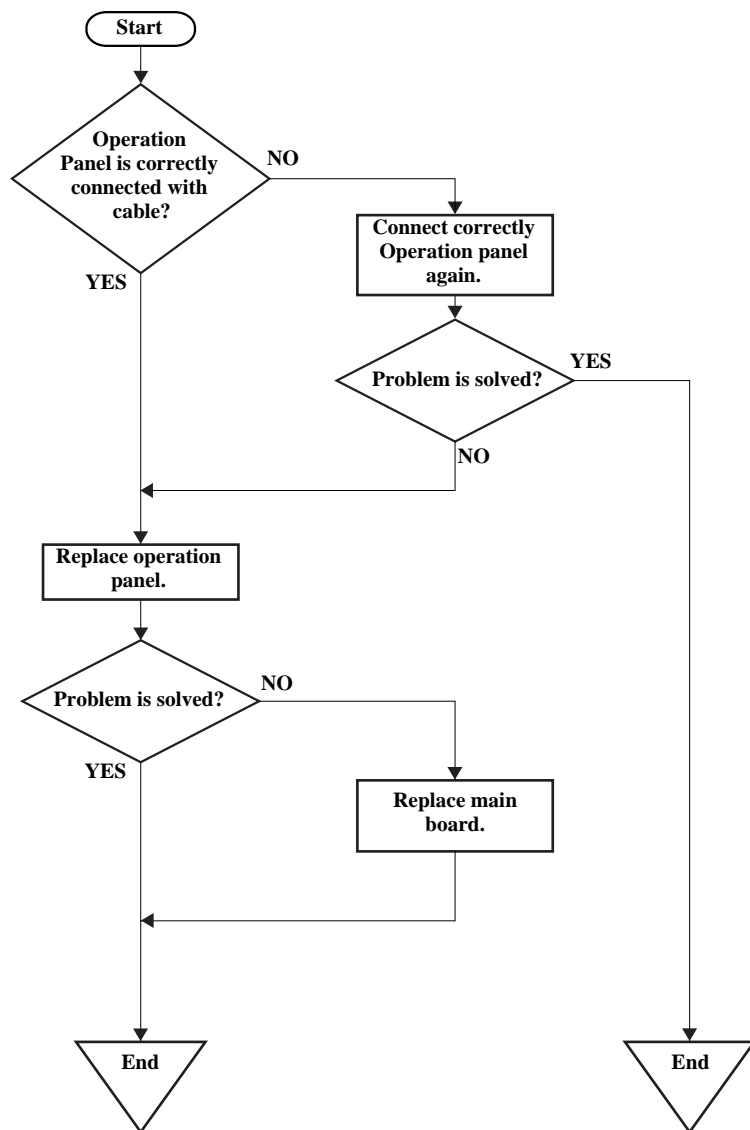 Start
Operation
Panel is correctly
connected with
cable?
NO
YES
Connect correctly
Operation panel
again.
Problem is solved?
YES
NO
Replace operation
panel.
Problem is solved?
NO
YES
Replace main
board.
End
End